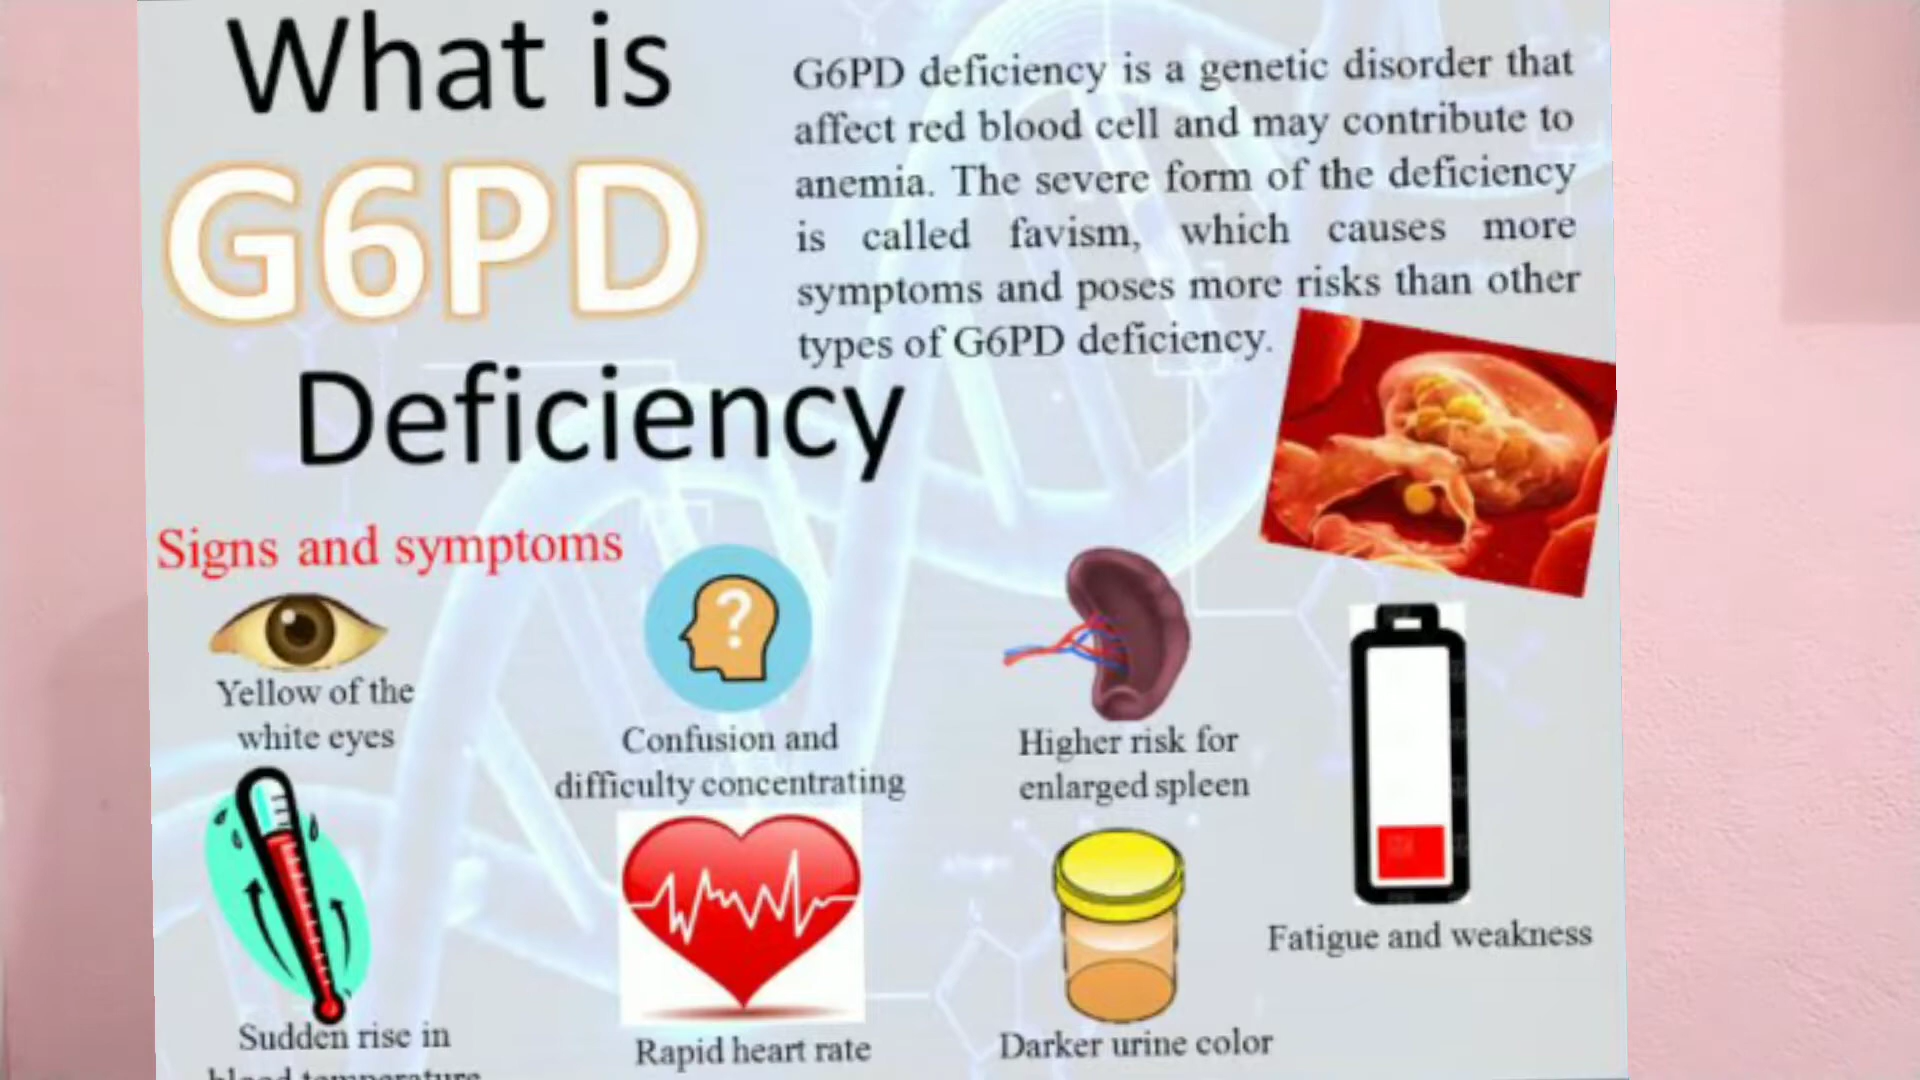 What is
G6PD
Deficiency
G6PD deficiency is a genetic disorder that
affect red blood cell and may contribute to
anemia. The severe form of the deficiency
is called favism, which causes more
symptoms and poses more risks than other
types of G6PD deficiency.
Signs and symptoms
Yellow of the
white eyes
?
Confusion and
difficulty concentrating
Higher risk for
enlarged spleen
Fatigue and weakness
Sudden rise in
blood temperature
Rapid heart rate
Darker urine color